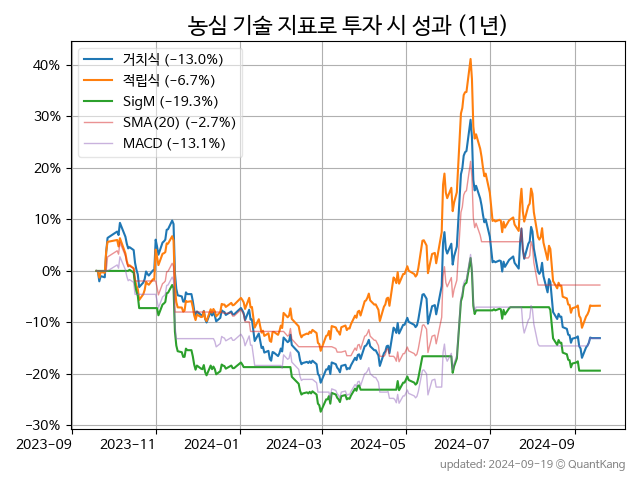 농심 기술 지표로 투자 시 성과 (1년)
거치식 (−13.0%)
적립식 (−6.7%)
SigM (−19.3%)
SMA(20) (−2.7%)
MACD (−13.1%)
40%
30%
20%
10%
0%
−10%
−20%
−30%
2023-09 2023-11 2024-01 2024-03 2024-05 2024-07 2024-09
updated: 2024-09-19 @ QuantKang